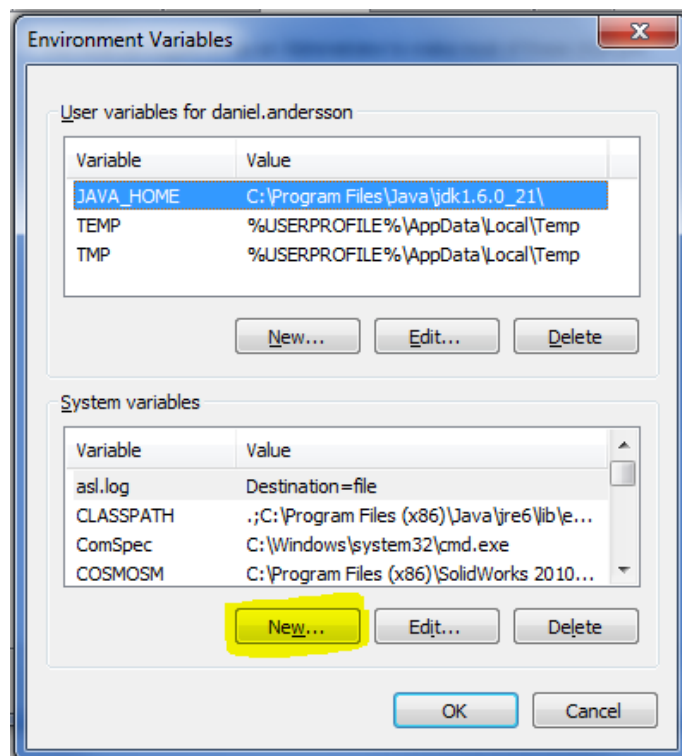 Environment Variables
User variables for daniel.andersson
Variable Value
JAVA_HOME C:\Program Files\Java\jdk1.6.0_21\
TEMP %USERPROFILE%\AppData\Local\Temp
TMP %USERPROFILE%\AppData\Local\Temp
New... Edit... Delete
System variables
Variable Value
asl.log Destination=file
CLASSPATH .;C:\Program Files (x86)\Java\jre6\lib\e...
ComSpec C:\Windows\system32\cmd.exe
COSMOSM C:\Program Files (x86)\SolidWorks 2010...
New... Edit... Delete
OK Cancel